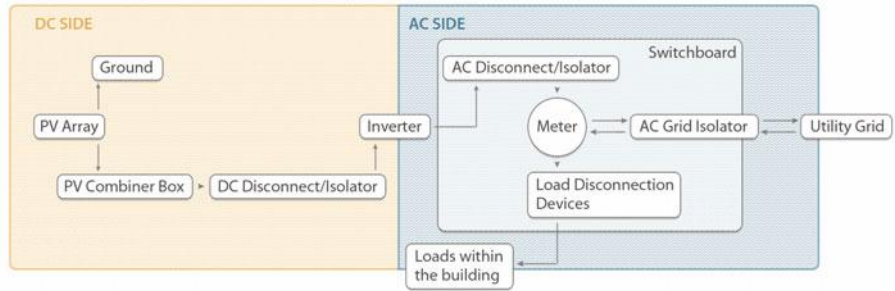 DC SIDE
AC SIDE
Switchboard
Ground
AC Disconnect/Isolator
PV Array
Inverter
Meter
AC Grid Isolator
Utility Grid
PV Combiner Box
DC Disconnect/Isolator
Load Disconnection
Devices
Loads within
the building